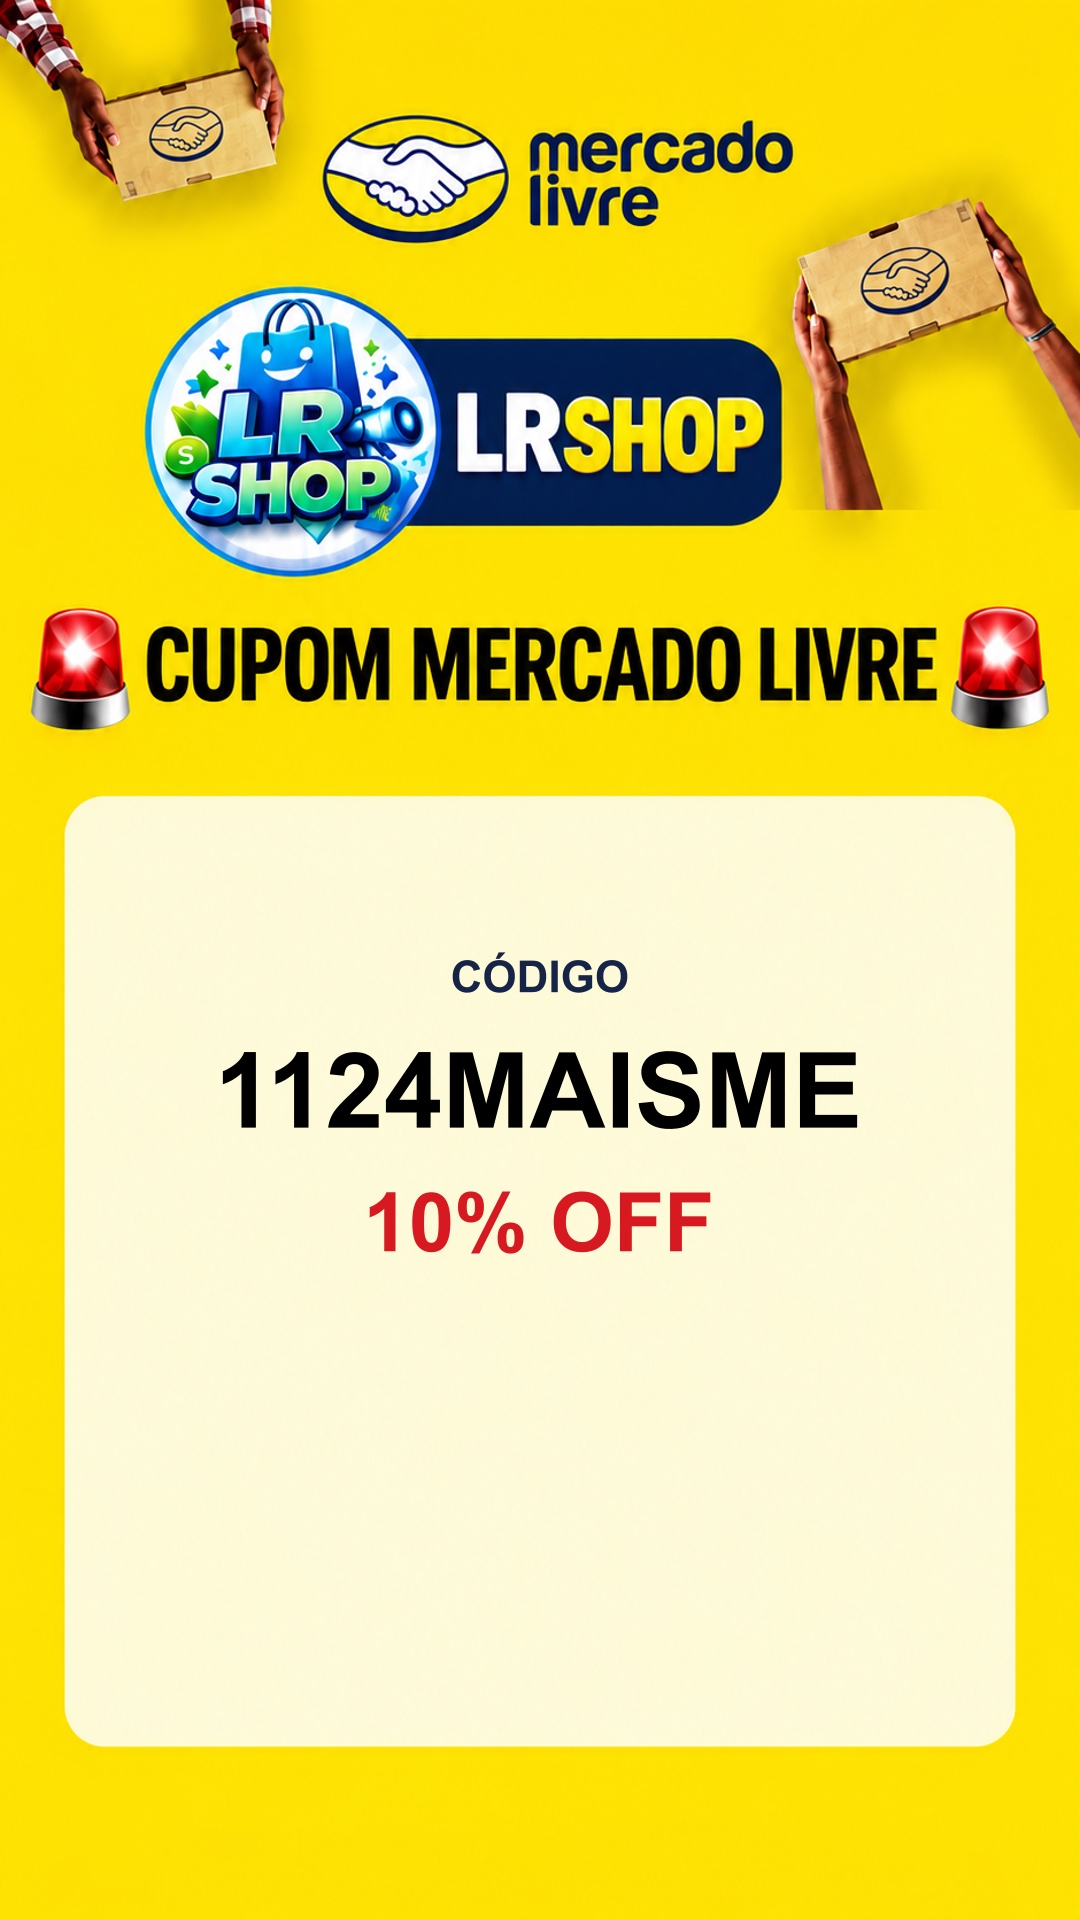 mercado
livre
LR
SHOP
S
LRSHOP
CUPOM MERCADO LIVRE
CÓDIGO
1124MAISME
10% OFF